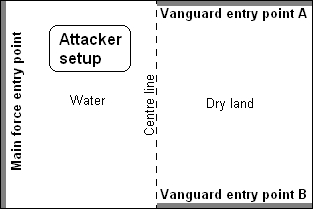 Vanguard entry point A
Attacker
setup
Main force entry point
Water
Centre line
Dry land
Vanguard entry point B